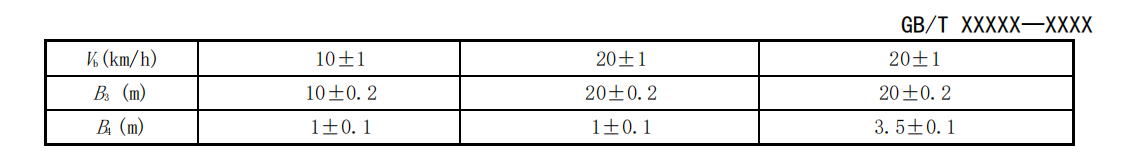 GB/T XXXXX—XXXX
Vb(km/h) 10±1 20±1 20±1
B3 (m) 10±0.2 20±0.2 20±0.2
B4 (m) 1±0.1 1±0.1 3.5±0.1